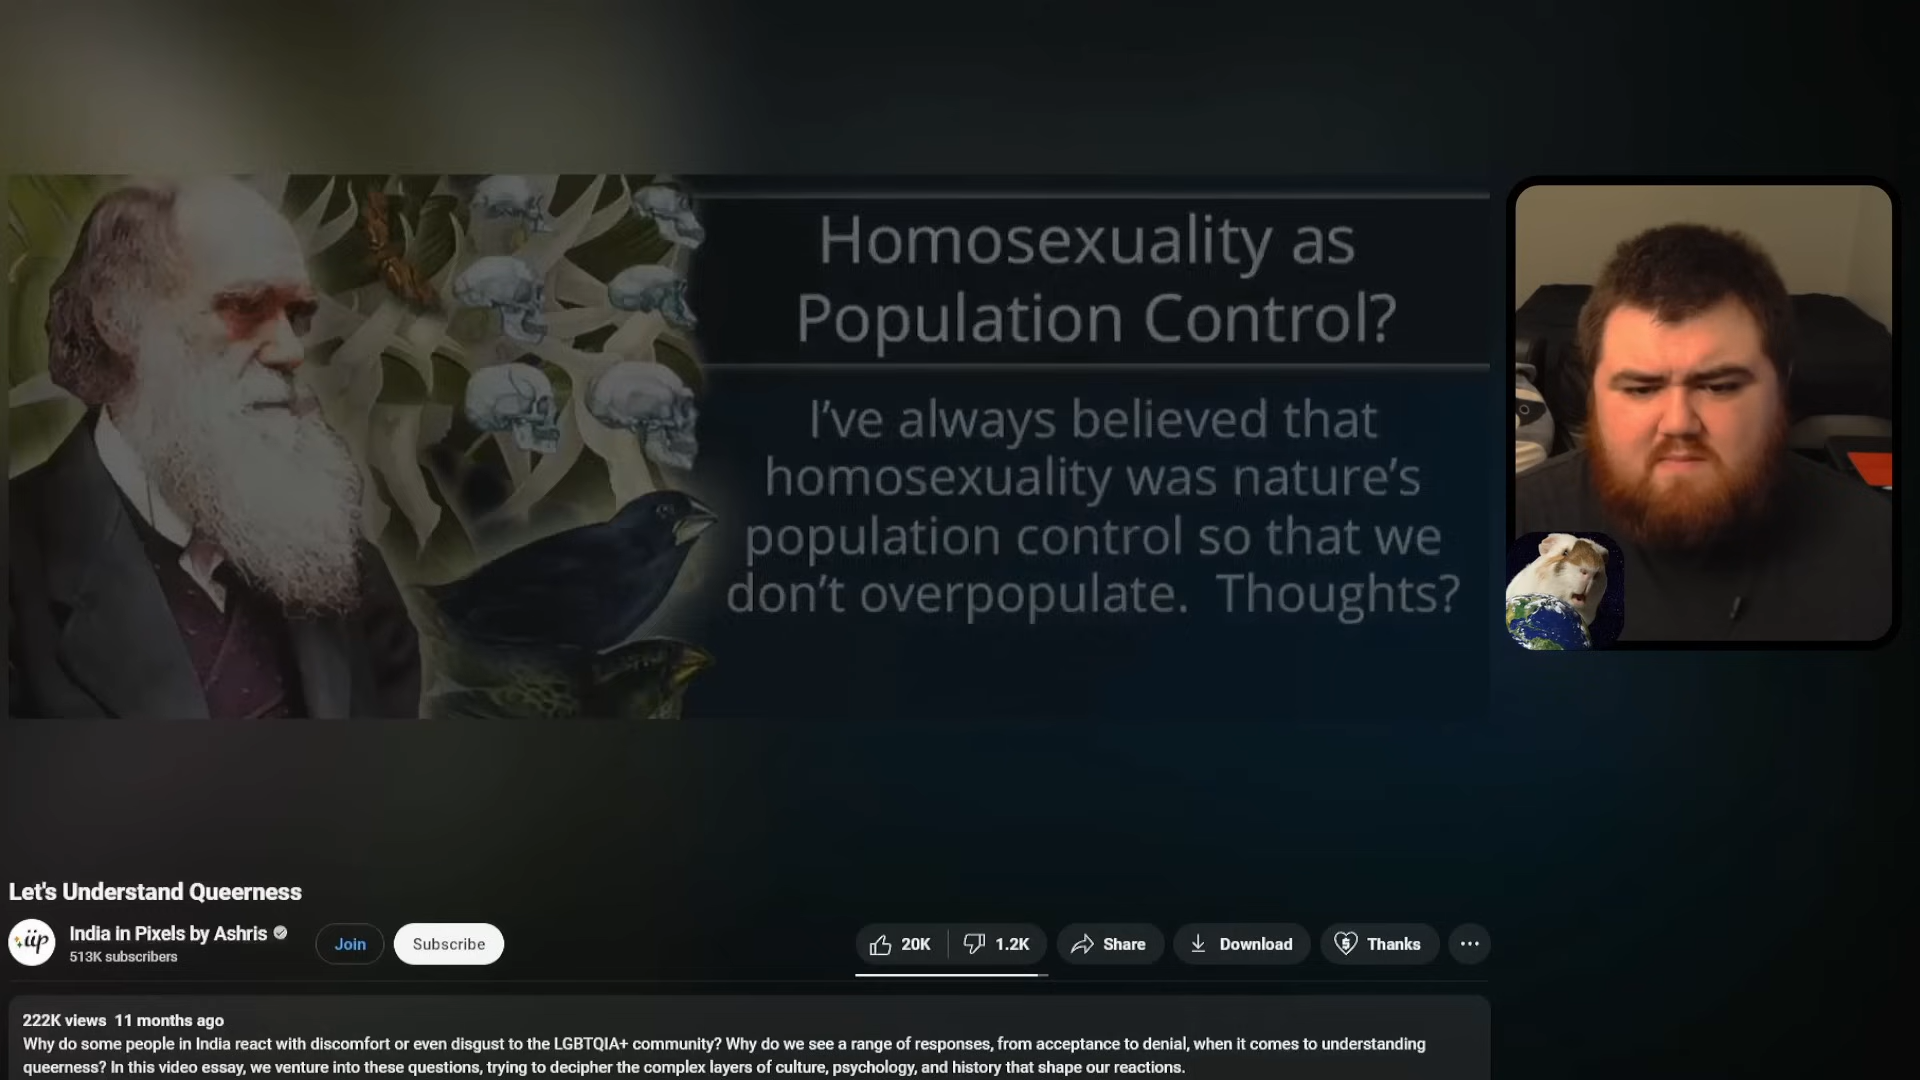 Homosexuality as
Population Control?
I've always believed that
homosexuality was nature's
population control so that we
don't overpopulate.  Thoughts?
Let's Understand Queerness
iip
India in Pixels by Ashris
513K subscribers
Join
Subscribe
20K
1.2K
Share
Download
Thanks
222K views  11 months ago
Why do some people in India react with discomfort or even disgust to the LGBTQIA+ community? Why do we see a range of responses, from acceptance to denial, when it comes to understanding
queerness? In this video essay, we venture into these questions, trying to decipher the complex layers of culture, psychology, and history that shape our reactions.